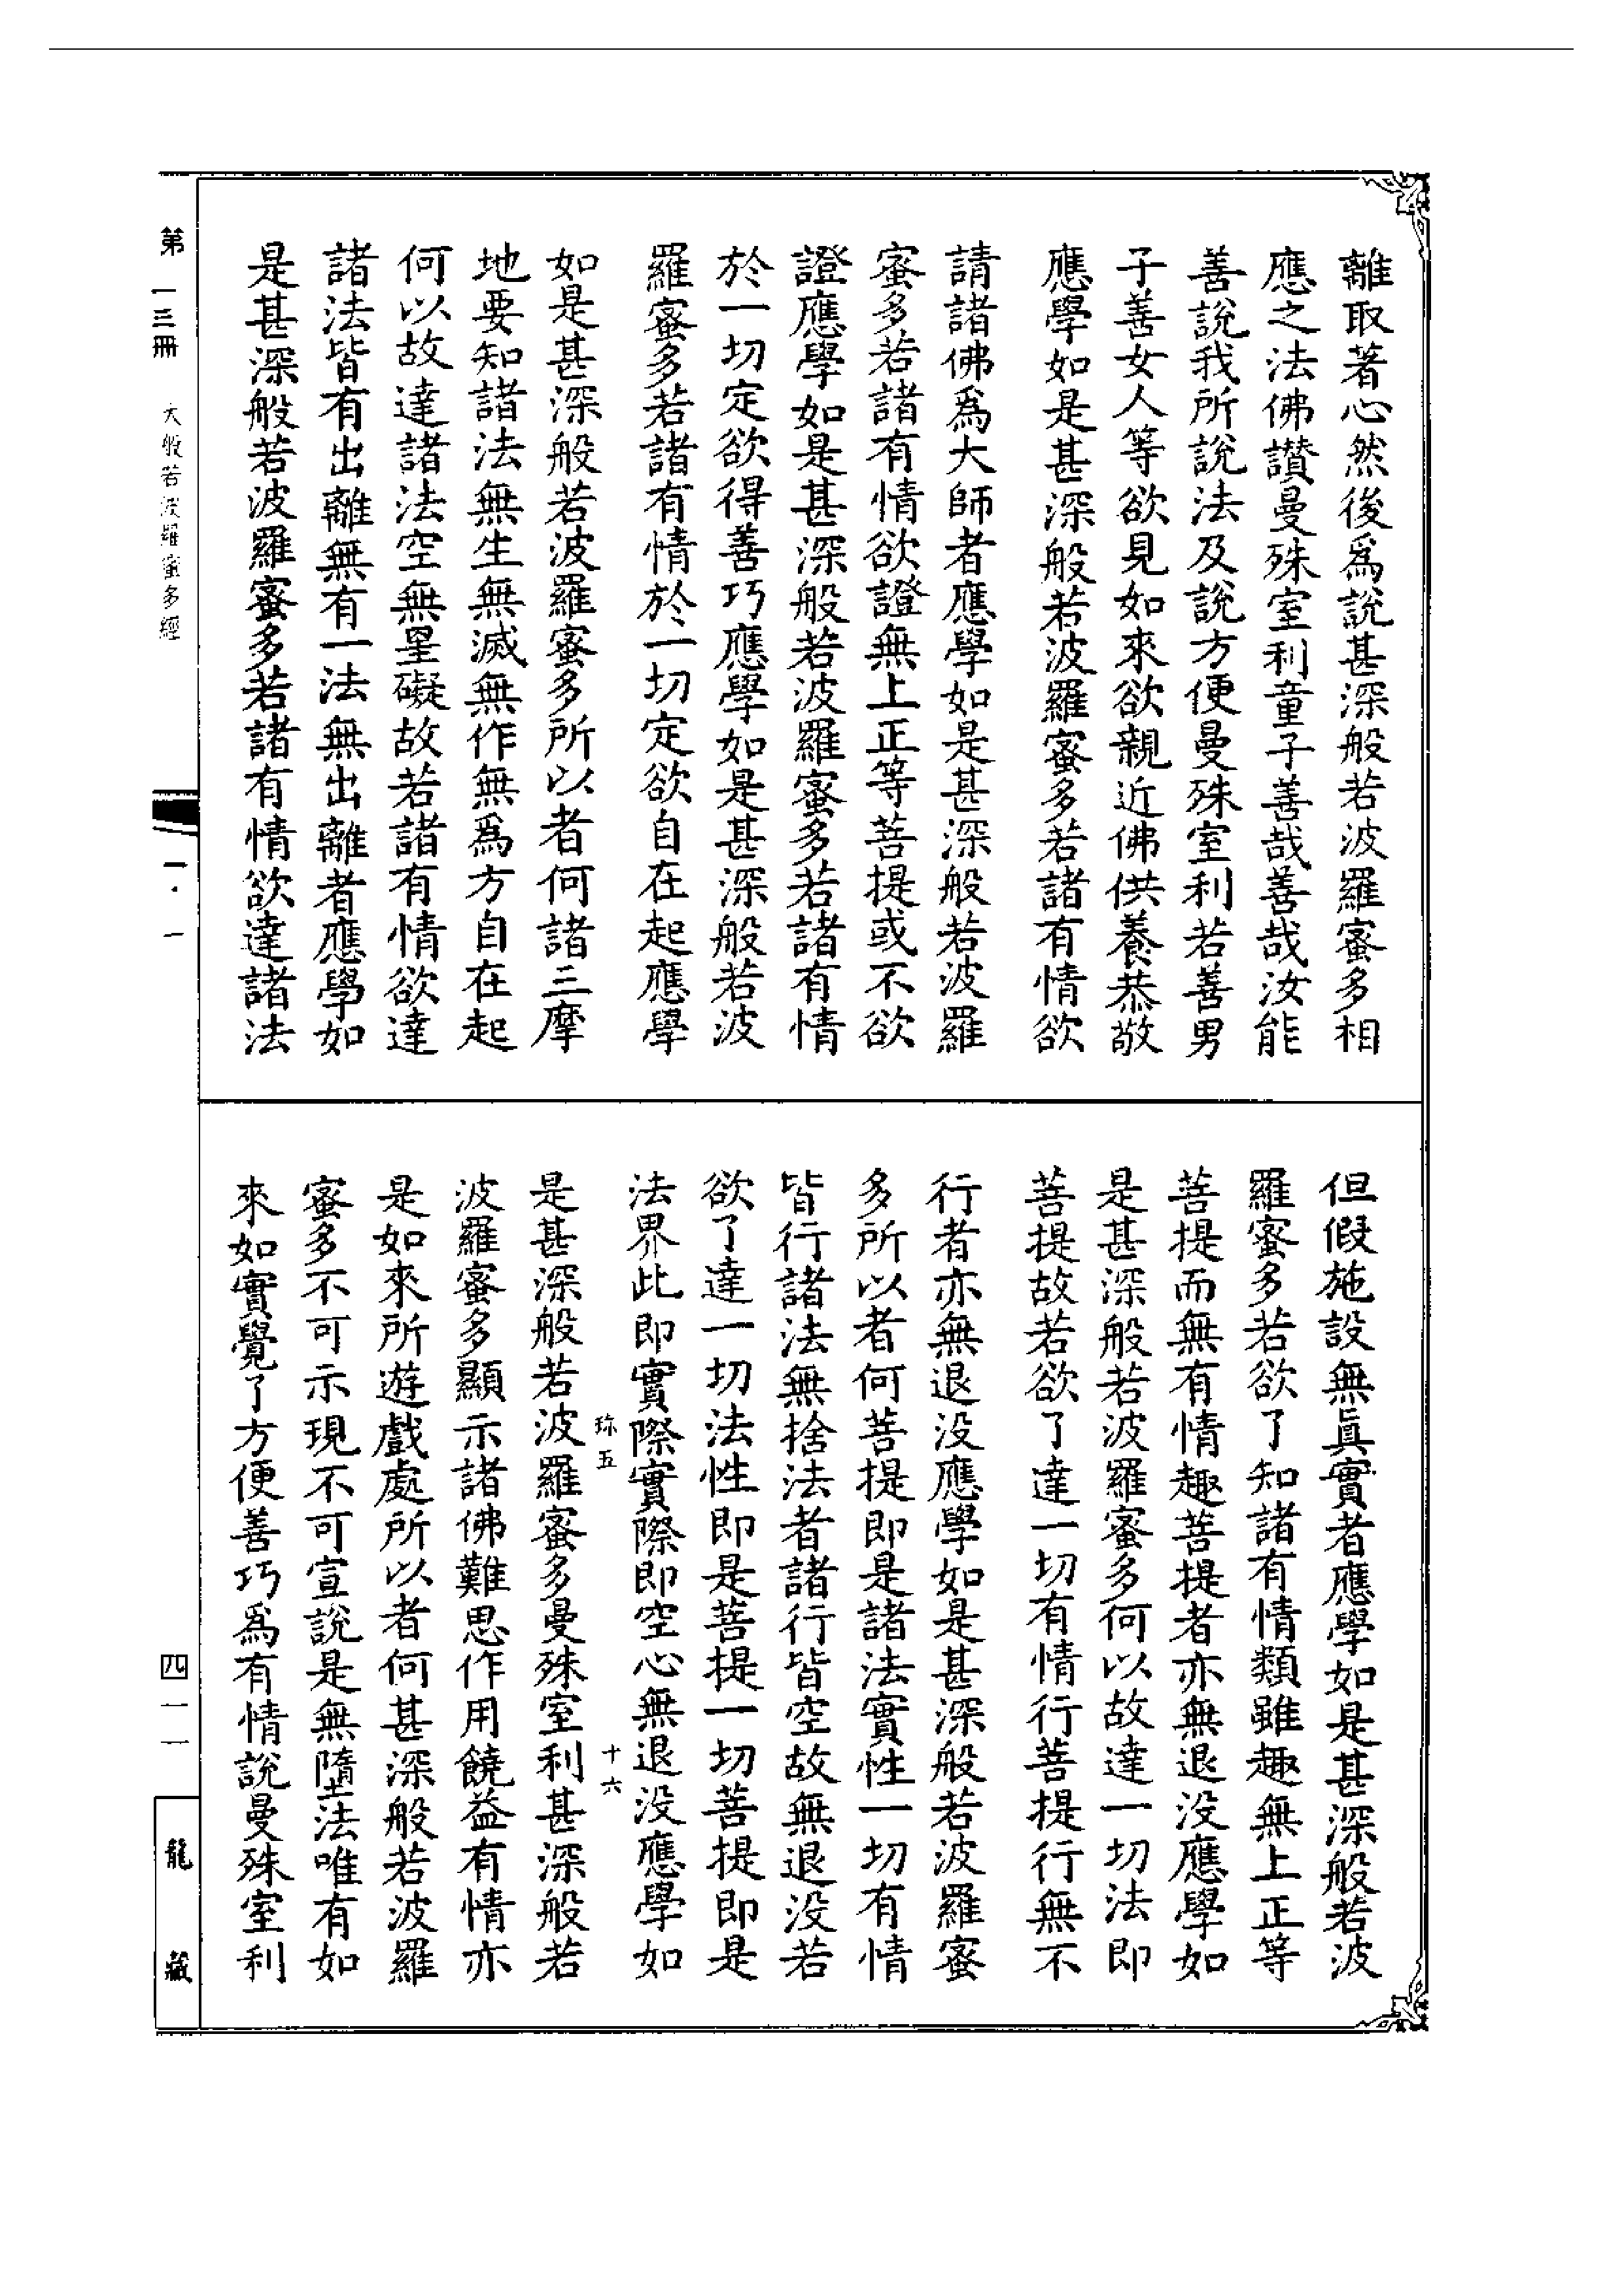 離取著心然後爲說甚深般若波羅蜜多相
應之法佛讚曼殊室利童子善哉善哉汝能
善說我所說法及說方便曼殊室利若善男
子善女人等欲見如來欲親近佛供養恭敬
應學如是甚深般若波羅蜜多若諸有情欲
請諸佛爲大師者應學如是甚深般若波羅
蜜多若諸有情欲證無上正等菩提或不欲
證應學如是甚深般若波羅蜜多若諸有情
於一切定欲得善巧應學如是甚深般若波
羅蜜多若諸有情於一切定欲自在起應學
如是甚深般若波羅蜜多所以者何諸三摩
地要知諸法無生無滅無作無爲方自在起
何以故達諸法空無罣礙故若諸有情欲達
諸法皆有出離無有一法無出離者應學如
是甚深般若波羅蜜多若諸有情欲達諸法
但假施設無眞實者應學如是甚深般若波
羅蜜多若欲了知諸有情類雖趣無上正等
菩提而無有情趣菩提者亦無退没應學如
是甚深般若波羅蜜多何以故達一切法即
菩提故若欲了達一切有情行菩提行無不
行者亦無退没應學如是甚深般若波羅蜜
多所以者何菩提即是諸法實性一切有情
皆行諸法無捨法者諸行皆空故無退没若
欲了達一切法性即是菩提一切菩提即是
法界此即實際實際即空心無退没應學如
珎五 十六
是甚深般若波羅蜜多曼殊室利甚深般若
波羅蜜多顯示諸佛難思作用饒益有情亦
是如來所遊戲處所以者何甚深般若波羅
蜜多不可示現不可宣說是無墮法唯有如
來如實覺了方便善巧爲有情說曼殊室利
第一三冊 大般若波羅蜜多經 一·一 四一一 龍藏